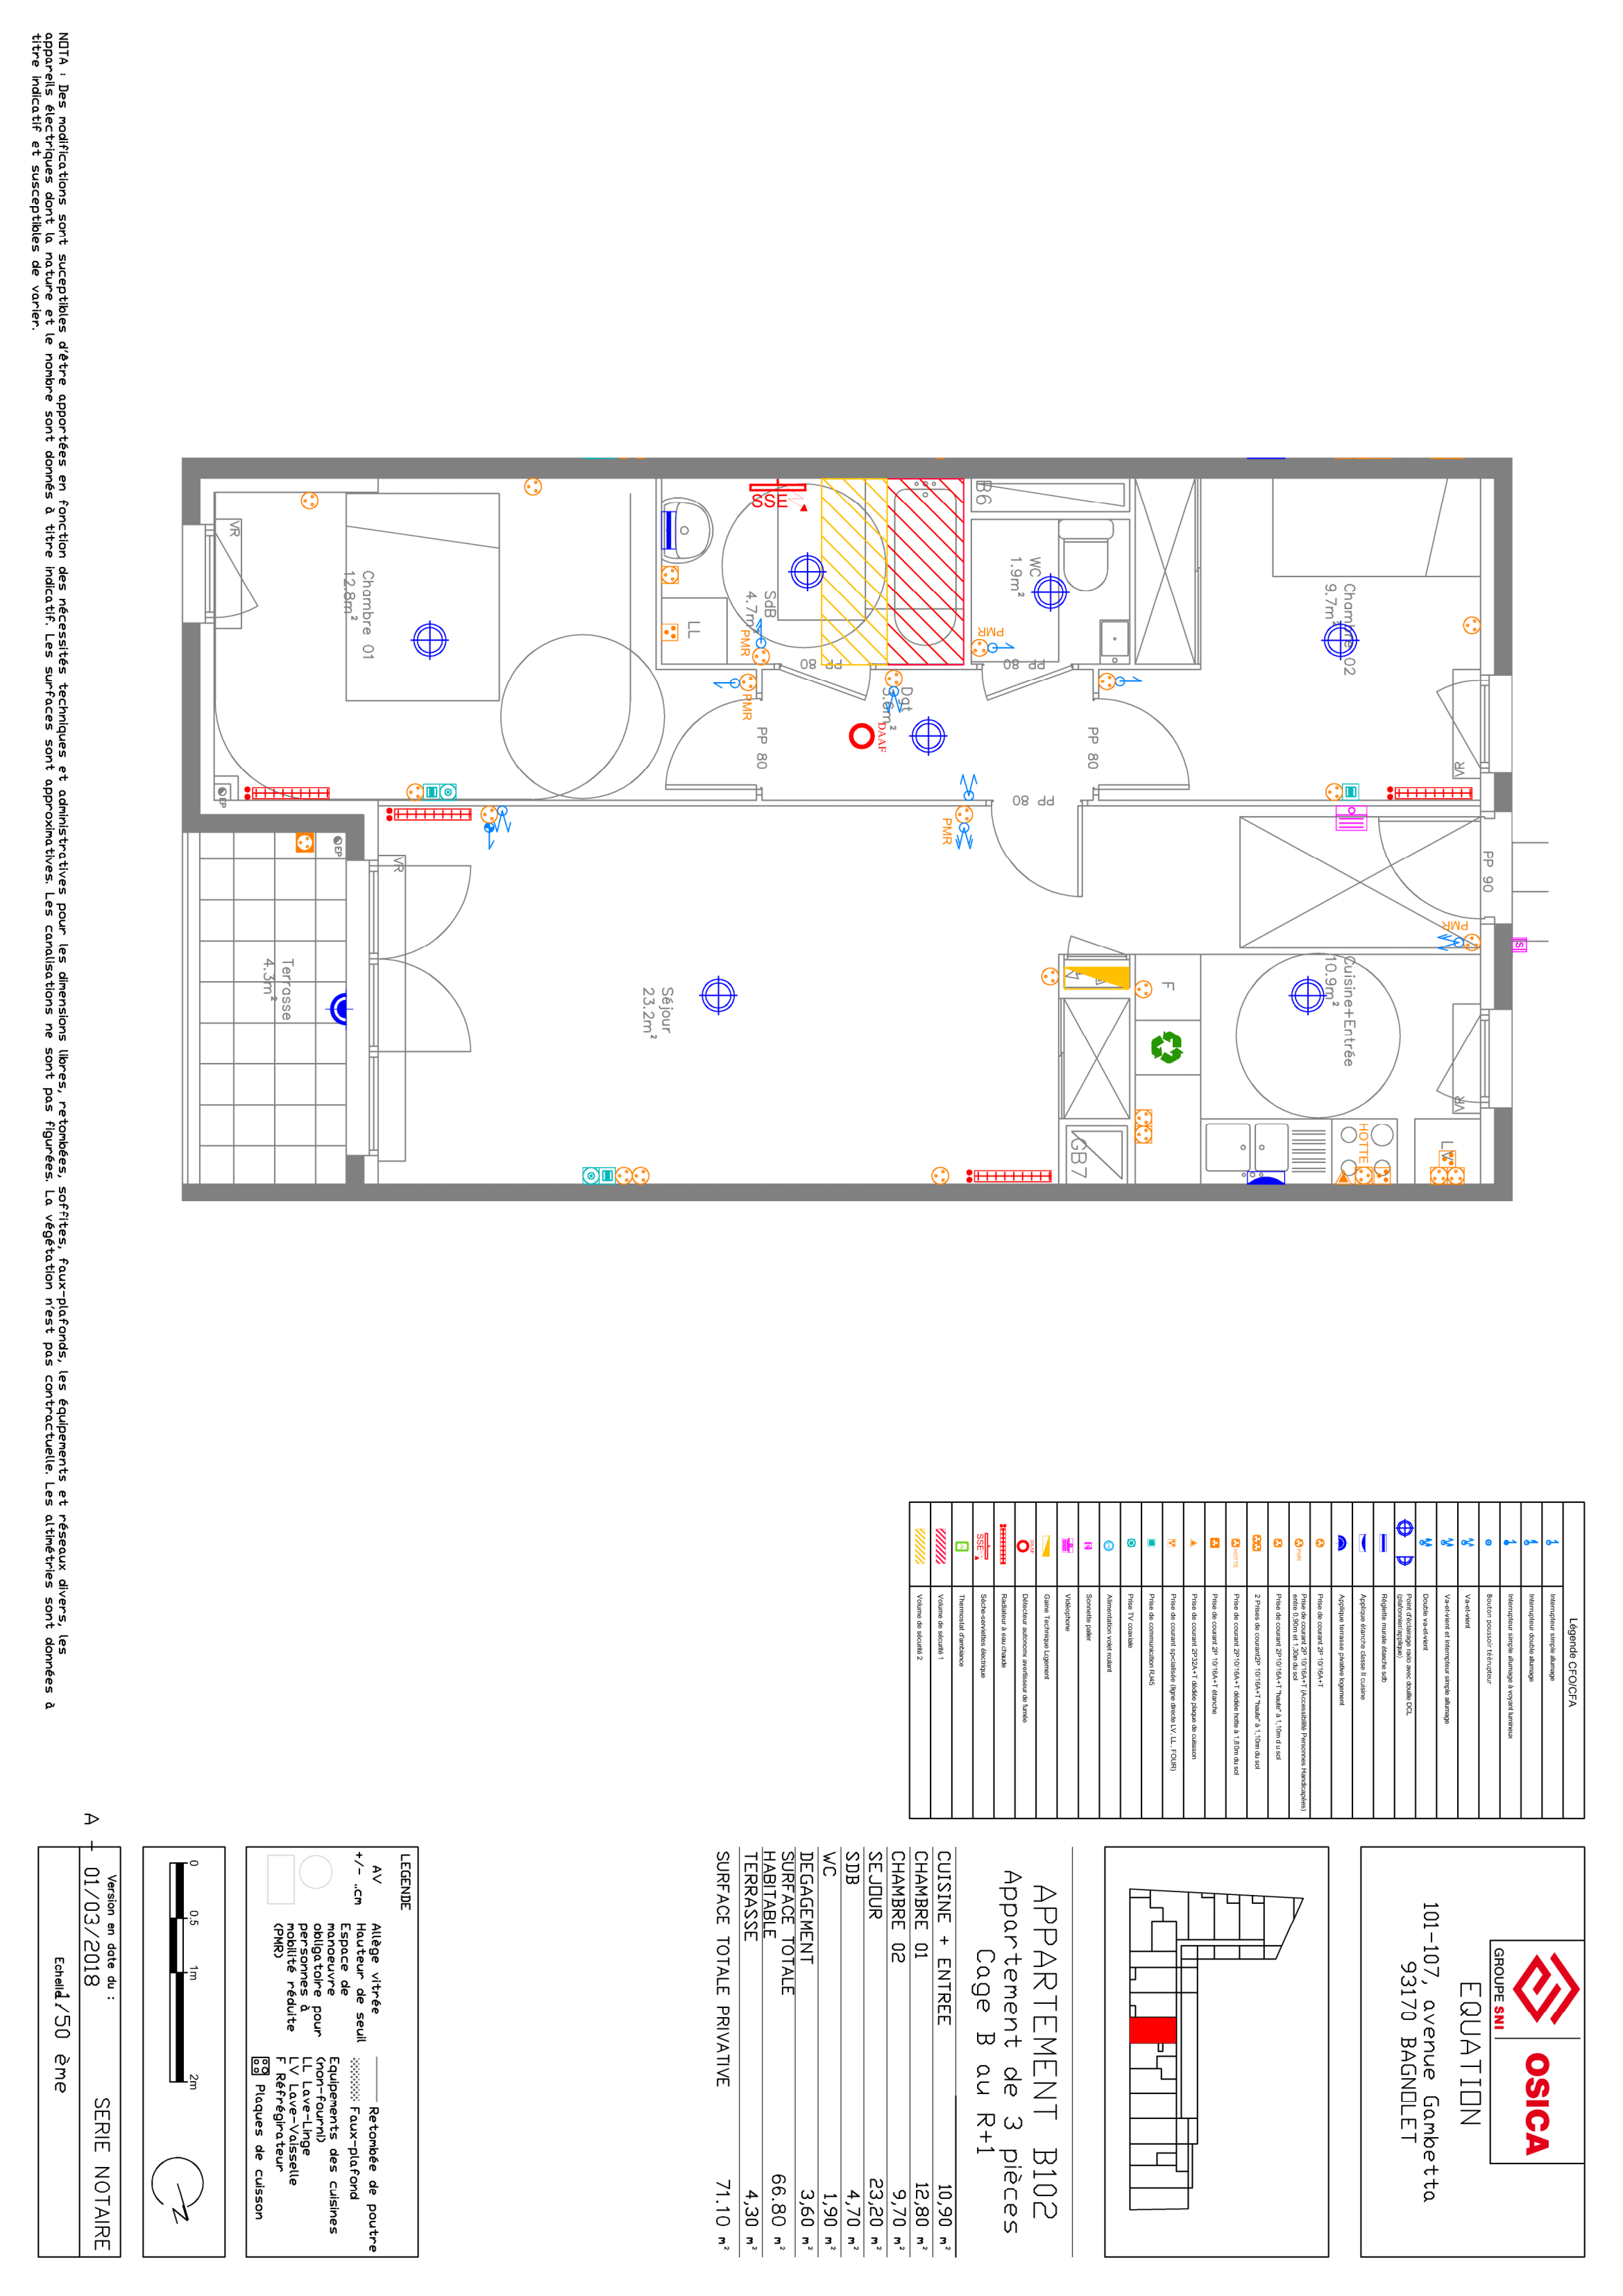 GROUPE SNI
OSICA
EQUATION
101-107, avenue Gambetta
93170 BAGNOLET
APPARTEMENT B102
Appartement de 3 pièces
Cage B au R+1
CUISINE + ENTREE 10,90 m²
CHAMBRE 01 12,80 m²
CHAMBRE 02 9,70 m²
SEJOUR 23,20 m²
SDB 4,70 m²
WC 1,90 m²
DEGAGEMENT 3,60 m²
SURFACE TOTALE
HABITABLE 66.80 m²
TERRASSE 4,30 m²
SURFACE TOTALE PRIVATIVE 71.10 m²
LEGENDE
AV Allège vitrée
+/- ..cm Hauteur de seuil
Espace de
manoeuvre
obligatoire pour
personnes à
mobilité réduite
(PMR)
Retombée de poutre
Faux-plafond
Equipements des cuisines
(non-fourni)
LL Lave-Linge
LV Lave-Vaisselle
F Réfrégirateur
Plaques de cuisson
0 0.5 1m 2m
A - 01/03/2018
Version en date du :
SERIE NOTAIRE
Echelle 1/50 ème
Légende CFO/CFA
Interrupteur simple allumage
Interrupteur double allumage
Interrupteur simple allumage à voyant lumineux
Bouton poussoir télérupteur
Va-et-vient
Va-et-vient et interrupteur simple allumage
Double va-et-vient
Point d'éclairage radio avec douille DCL
(plafonnier/applique)
Réglette murale étanche sdb
Applique étanche classe II cuisine
Applique terrasse privative logement
Prise de courant 2P 10/16A+T
PMR
Prise de courant 2P 10/16A+T (Accessibilité Personnes Handicapées)
entre 0,90m et 1,30m du sol
Prise de courant 2P10/16A+T "haute" à 1,10m du sol
2 Prises de courant2P 10/16A+T "haute" à 1,10m du sol
HOTTE
Prise de courant 2P10/16A+T dédiée hotte à 1,80m du sol
Prise de courant 2P 10/16A+T étanche
Prise de courant 2P32A+T dédiée plaque de cuisson
Prise de courant spécialisée (ligne directe LV, LL, FOUR)
Prise de communication RJ45
Prise TV coaxiale
Alimentation volet roulant
Sonnette palier
Vidéophone
Gaine Technique Logement
DAAF
Détecteur autonome avertisseur de fumée
Radiateur à eau chaude
SSE
Sèche-serviettes électrique
Thermostat d'ambiance
Volume de sécurité 1
Volume de sécurité 2
Chambre 01
12.8m²
VR
EP
SdB
4.7m²
SSE
LL
PMR
PMR
PP 80
PP 80
WC
1.9m²
PMR
PP 80
Dgt
3.6m²
DAAF
PP 80
PP 80
PMR
Chambre 02
9.7m²
VR
PP 90
PMR
Cuisine+Entrée
10.9m²
VR
F
HOTTE
LV
GB7
Séjour
23.2m²
VR
EP
Terrasse
4.3m²
NOTA : Des modifications sont suceptibles d'être apportées en fonction des nécessités techniques et administratives pour les dimensions libres, retombées, soffites, faux-plafonds, les équipements et réseaux divers, les
appareils électriques dont la nature et le nombre sont donnés à titre indicatif. Les surfaces sont approximatives. Les canalisations ne sont pas figurées. La végétation n'est pas contractuelle. Les altimétries sont données à
titre indicatif et susceptibles de varier.